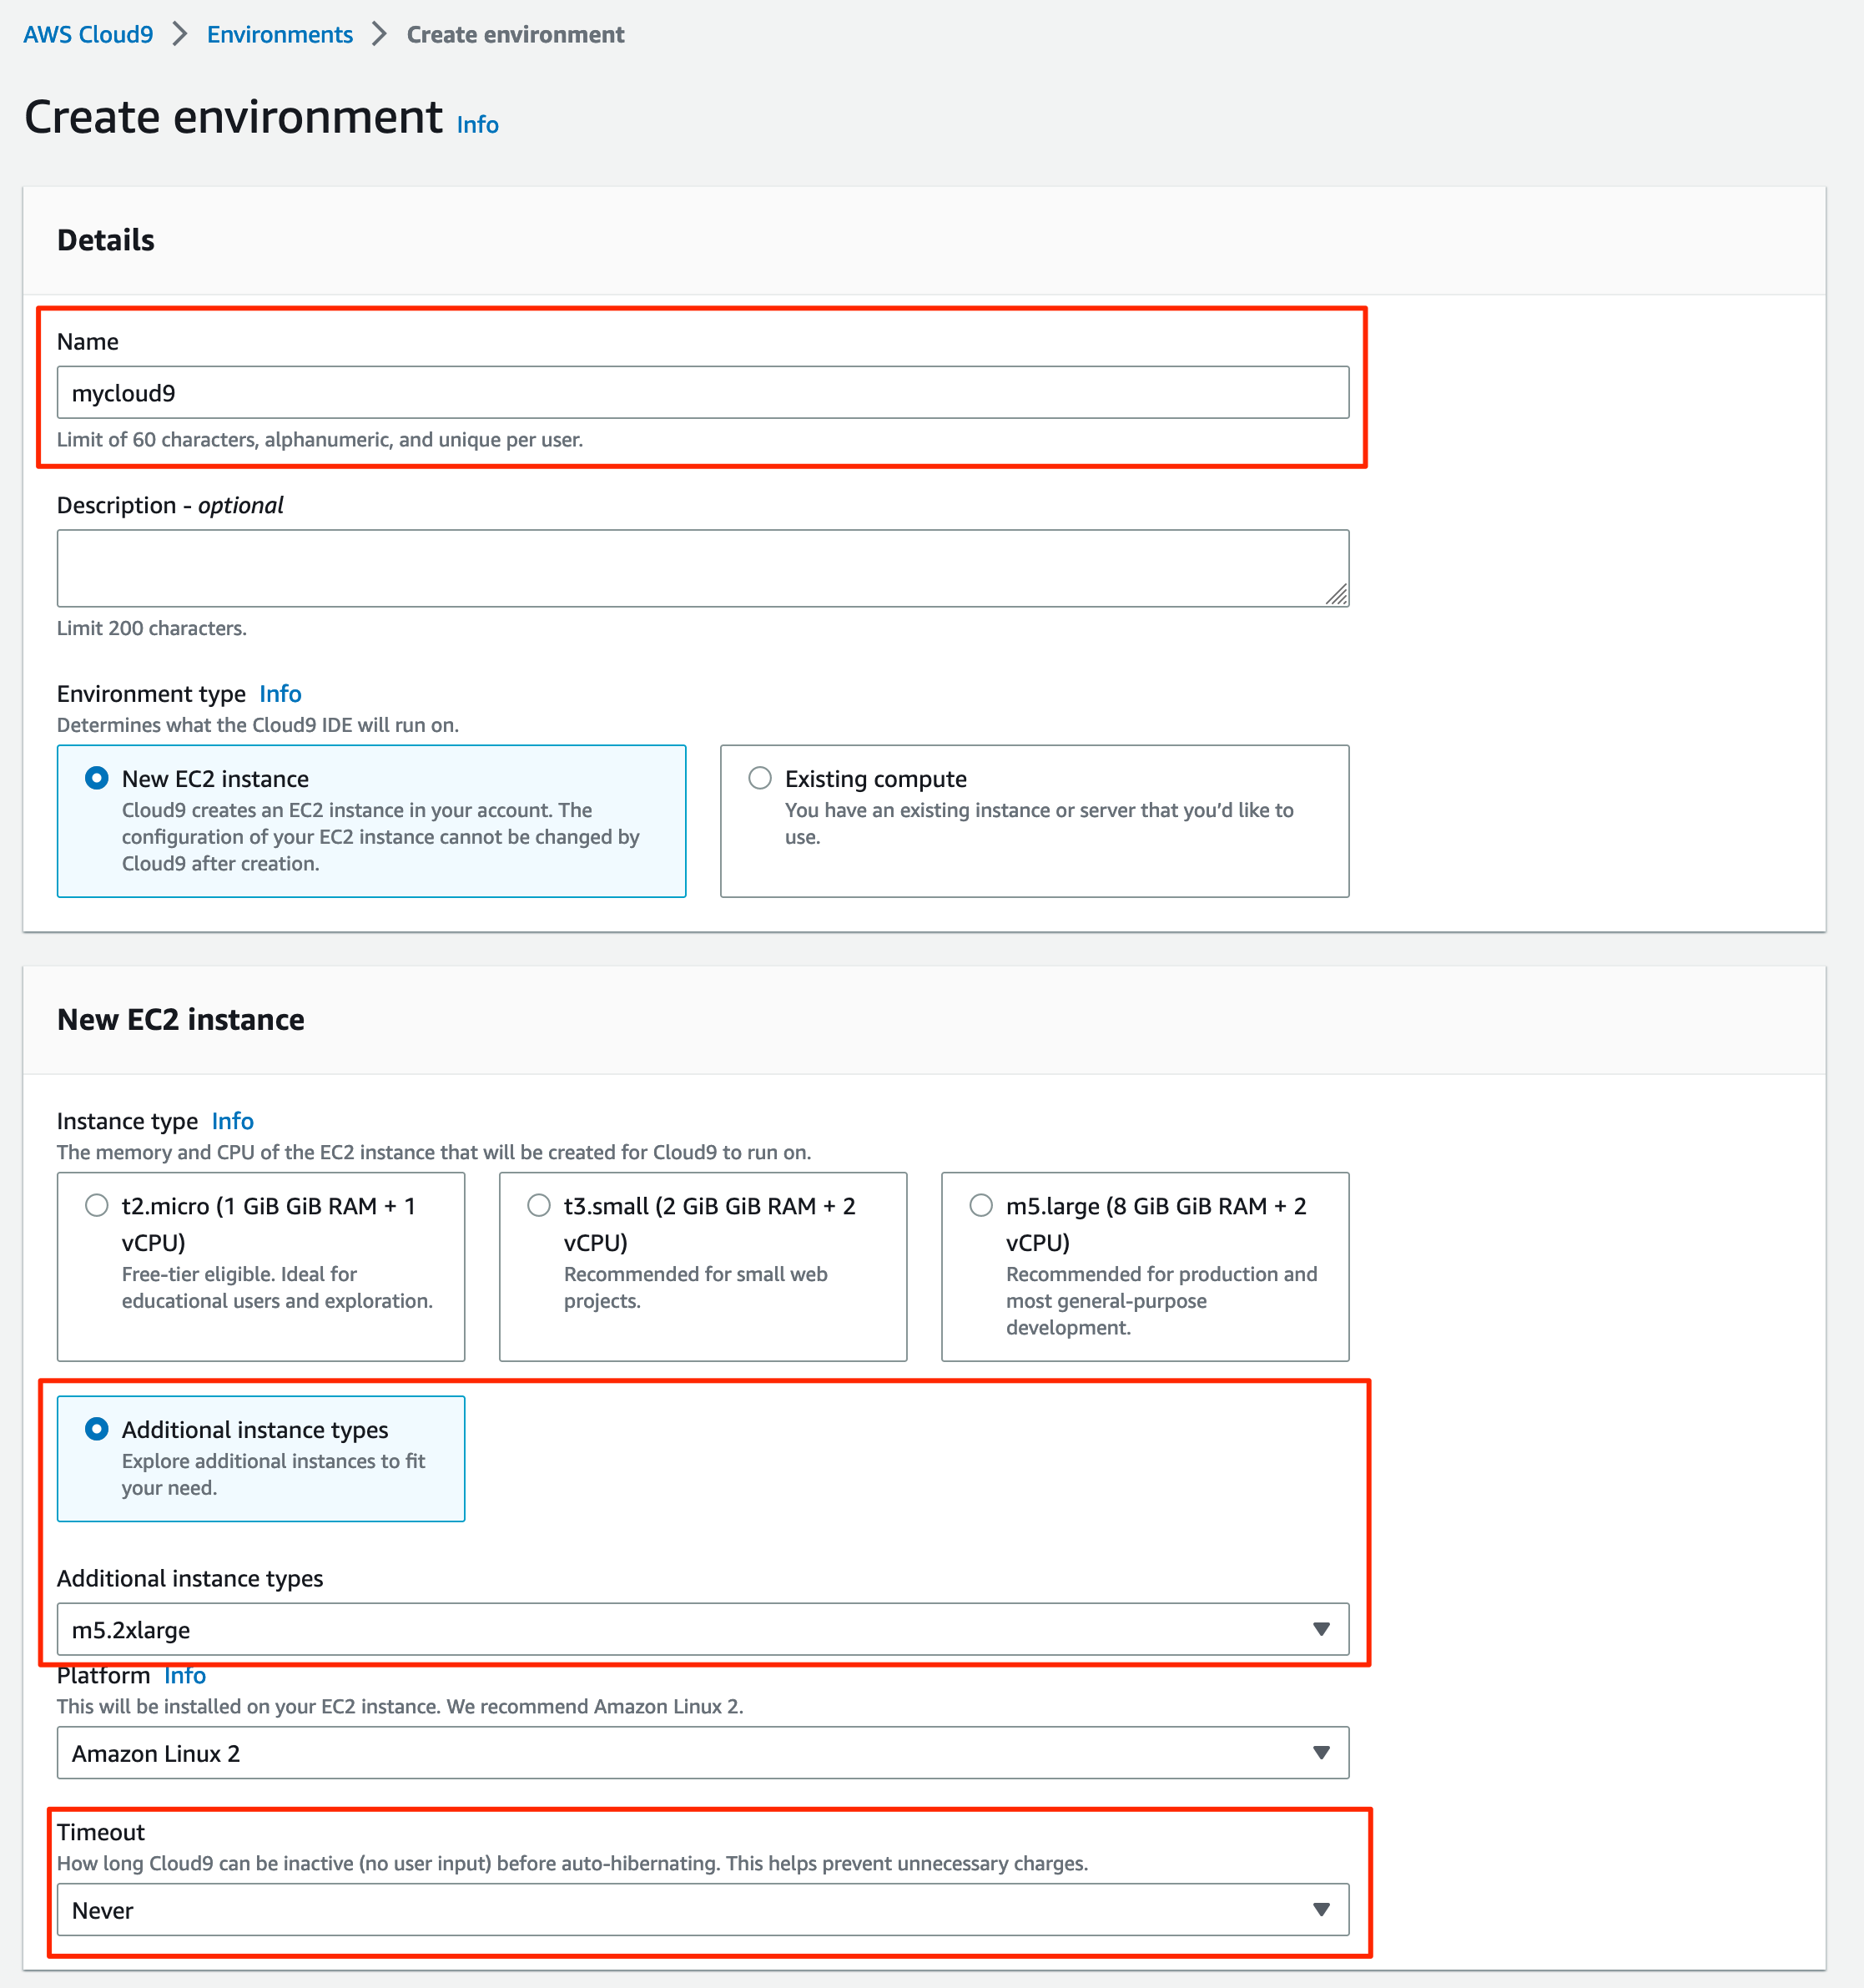 AWS Cloud9 > Environments > Create environment
Create environment Info
Details
Name
mycloud9
Limit of 60 characters, alphanumeric, and unique per user.
Description - optional
Limit 200 characters.
Environment type Info
Determines what the Cloud9 IDE will run on.
New EC2 instance
Cloud9 creates an EC2 instance in your account. The
configuration of your EC2 instance cannot be changed by
Cloud9 after creation.
Existing compute
You have an existing instance or server that you’d like to
use.
New EC2 instance
Instance type Info
The memory and CPU of the EC2 instance that will be created for Cloud9 to run on.
t2.micro (1 GiB GiB RAM + 1
vCPU)
Free-tier eligible. Ideal for
educational users and exploration.
t3.small (2 GiB GiB RAM + 2
vCPU)
Recommended for small web
projects.
m5.large (8 GiB GiB RAM + 2
vCPU)
Recommended for production and
most general-purpose
development.
Additional instance types
Explore additional instances to fit
your need.
Additional instance types
m5.2xlarge
Platform Info
This will be installed on your EC2 instance. We recommend Amazon Linux 2.
Amazon Linux 2
Timeout
How long Cloud9 can be inactive (no user input) before auto-hibernating. This helps prevent unnecessary charges.
Never